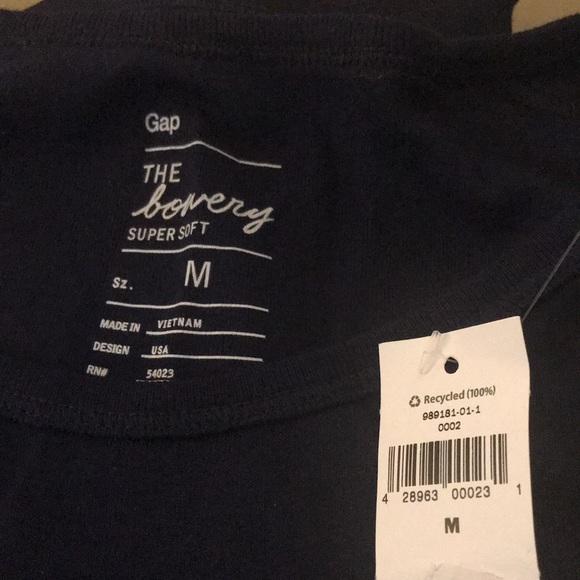 Gap
THE
bowery
SUPER SOFT
Sz. M
MADE IN VIETNAM
DESIGN USA
RN# 54023
Recycled (100%)
989181-01-1
0002
4 28963 00023 1
M